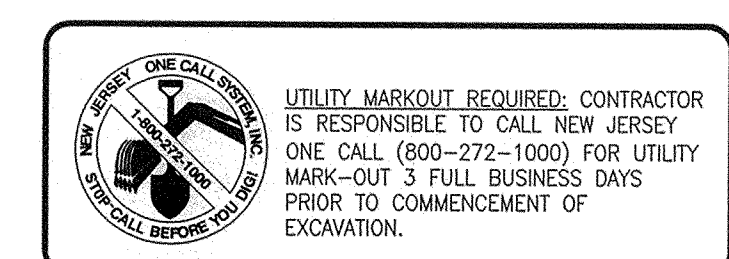 NEW JERSEY ONE CALL SYSTEM, INC.
1-800-272-1000
STOP-CALL BEFORE YOU DIG!
UTILITY MARKOUT REQUIRED: CONTRACTOR
IS RESPONSIBLE TO CALL NEW JERSEY
ONE CALL (800-272-1000) FOR UTILITY
MARK-OUT 3 FULL BUSINESS DAYS
PRIOR TO COMMENCEMENT OF
EXCAVATION.